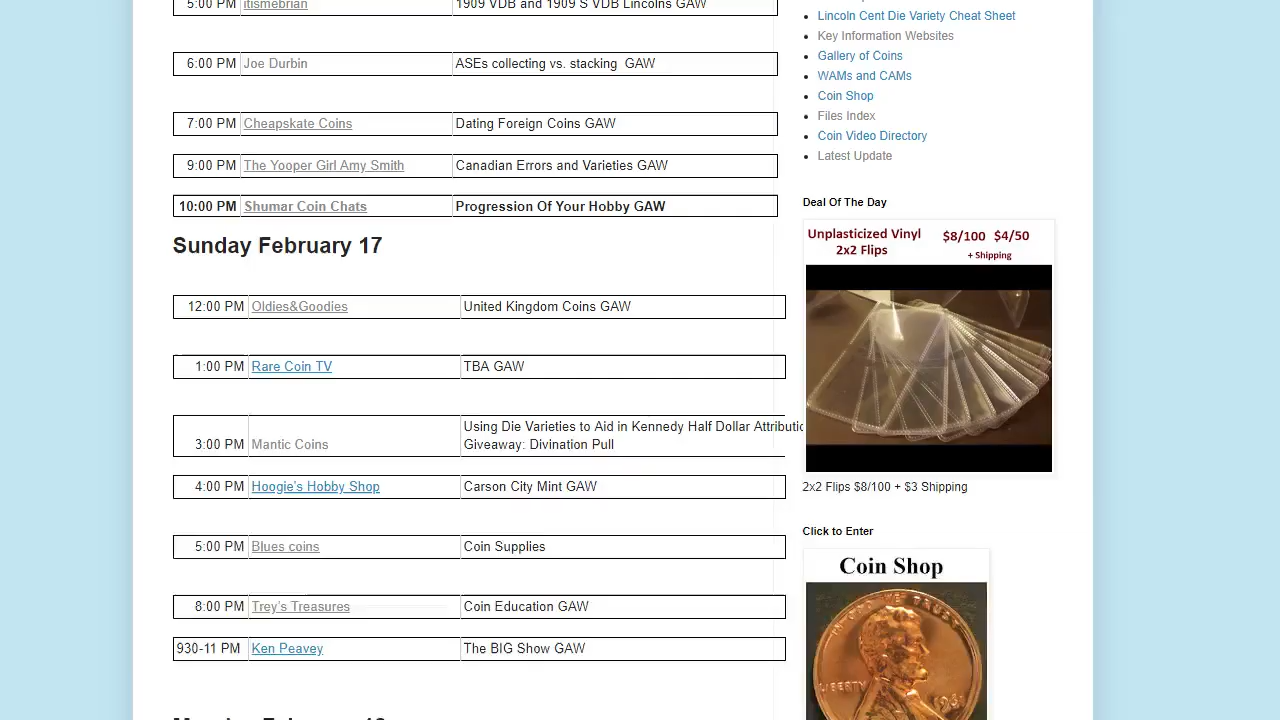 5:00 PM itismebrian 1909 VDB and 1909 S VDB Lincolns GAW
6:00 PM Joe Durbin ASEs collecting vs. stacking GAW
7:00 PM Cheapskate Coins Dating Foreign Coins GAW
9:00 PM The Yooper Girl Amy Smith Canadian Errors and Varieties GAW
10:00 PM Shumar Coin Chats Progression Of Your Hobby GAW
Sunday February 17
12:00 PM Oldies&Goodies United Kingdom Coins GAW
1:00 PM Rare Coin TV TBA GAW
Using Die Varieties to Aid in Kennedy Half Dollar
3:00 PM Mantic Coins Giveaway: Divination Pull
4:00 PM Hoogie's Hobby Shop Carson City Mint GAW
5:00 PM Blues coins Coin Supplies
8:00 PM Trey's Treasures Coin Education GAW
930-11 PM Ken Peavey The BIG Show GAW
Lincoln Cent Die Variety Cheat Sheet
Key Information Websites
Gallery of Coins
WAMs and CAMs
Coin Shop
Files Index
Coin Video Directory
Latest Update
Deal Of The Day
Unplasticized Vinyl $8/100 $4/50
2x2 Flips + Shipping
2x2 Flips $8/100 + $3 Shipping
Click to Enter
Coin Shop
LIBERTY